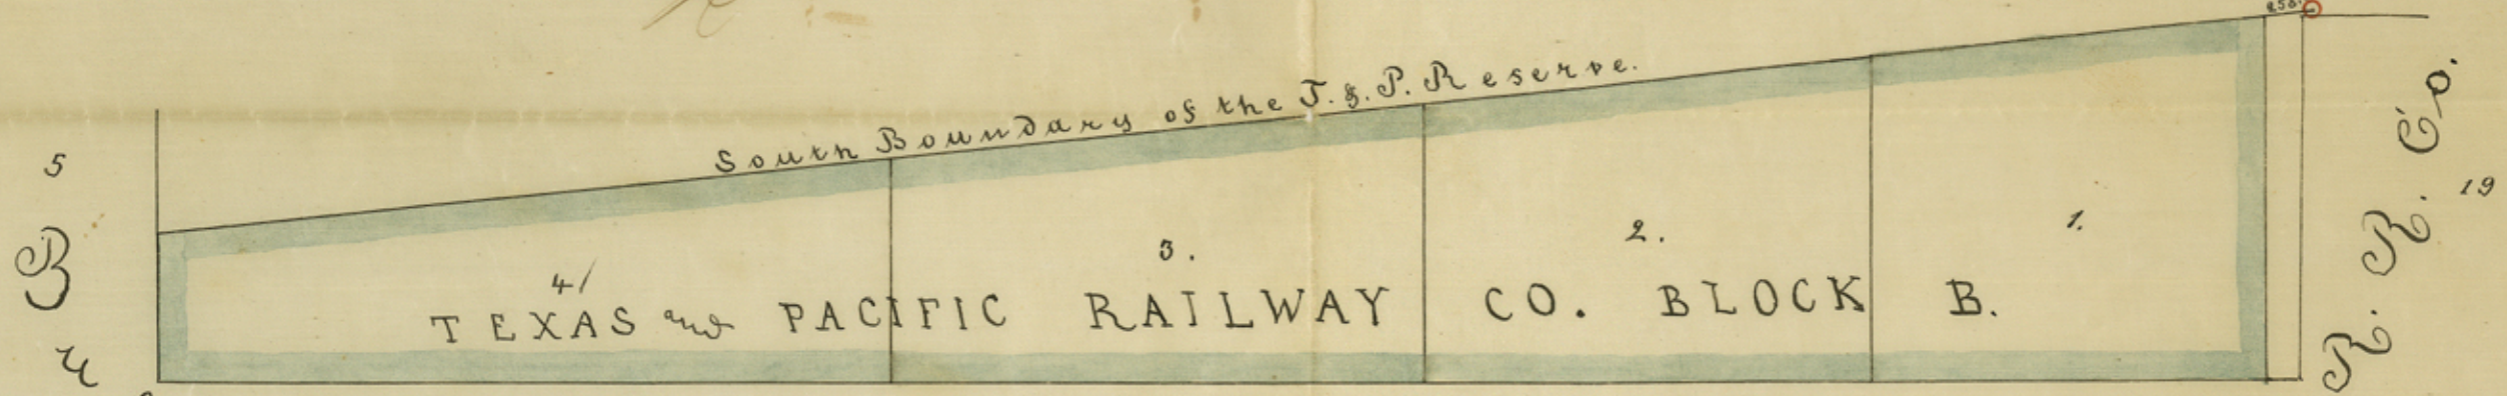 South Boundary of the T. & P. Reserve.
5
B
4/
3.
2.
1.
TEXAS and PACIFIC RAILWAY CO. BLOCK B.
R. R. Co.
19